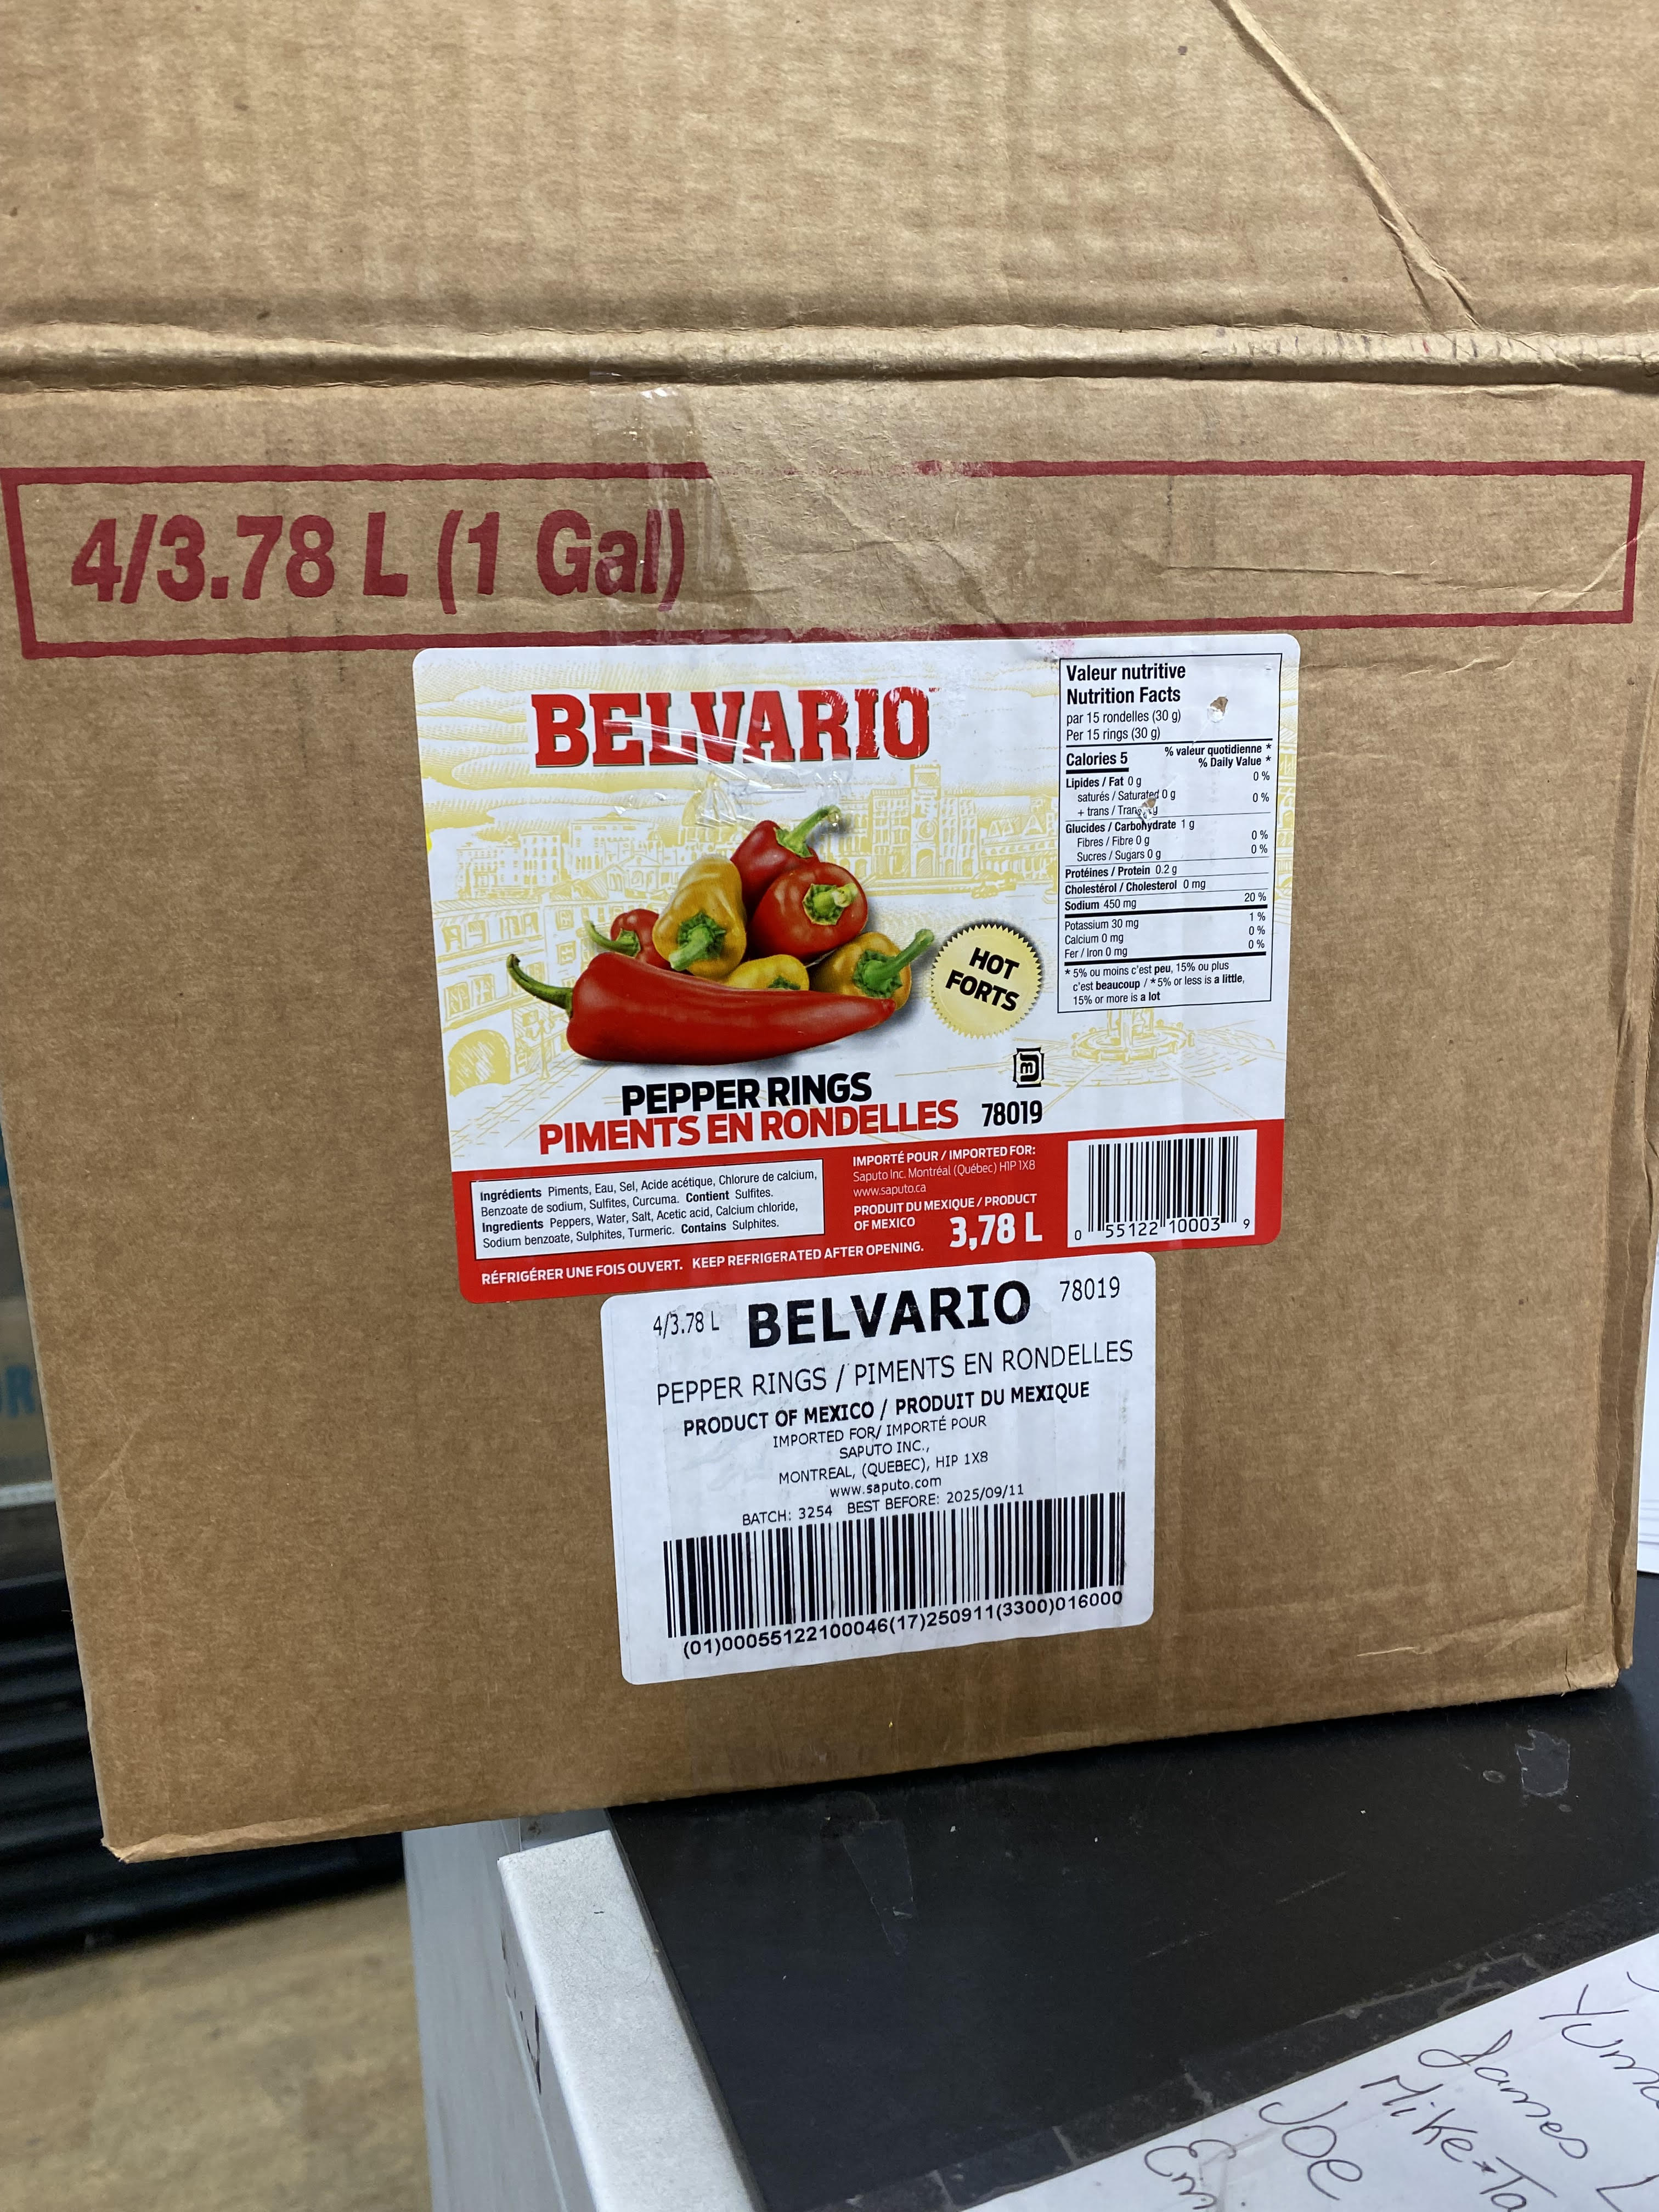 4/3.78 L (1 Gal)
BELVARIO
Valeur nutritive
Nutrition Facts
par 15 rondelles (30 g)
Per 15 rings (30 g)
Calories 5
% valeur quotidienne *
% Daily Value *
Lipides / Fat 0 g 0 %
saturés / Saturated 0 g 0 %
+ trans /
Glucides / Carbohydrate 1 g
Fibres / Fibre 0 g 0 %
Sucres / Sugars 0 g 0 %
Protéines / Protein 0.2 g
Cholestérol / Cholesterol 0 mg
Sodium 450 mg 20 %
Potassium 30 mg 1 %
Calcium 0 mg 0 %
Fer / Iron 0 mg 0 %
* 5% ou moins c'est peu, 15% ou plus
c'est beaucoup / *5% or less is a little,
15% or more is a lot
HOT
FORTS
PEPPER RINGS
PIMENTS EN RONDELLES 78019
Ingrédients Piments, Eau, Sel, Acide acétique, Chlorure de calcium,
Benzoate de sodium, Sulfites, Curcuma. Contient Sulfites.
Ingredients Peppers, Water, Salt, Acetic acid, Calcium chloride,
Sodium benzoate, Sulphites, Turmeric. Contains Sulphites.
IMPORTÉ POUR / IMPORTED FOR:
Saputo Inc. Montréal (Québec) H1P 1X8
www.saputo.ca
PRODUIT DU MEXIQUE / PRODUCT
OF MEXICO 3,78 L
RÉFRIGÉRER UNE FOIS OUVERT. KEEP REFRIGERATED AFTER OPENING.
0 55122 10003 9
4/3.78 L BELVARIO 78019
PEPPER RINGS / PIMENTS EN RONDELLES
PRODUCT OF MEXICO / PRODUIT DU MEXIQUE
IMPORTED FOR/ IMPORTÉ POUR
SAPUTO INC.,
MONTREAL, (QUEBEC), HIP 1X8
www.saputo.com
BATCH: 3254 BEST BEFORE: 2025/09/11
(01)00055122100046(17)250911(3300)016000
James
Mike
Joe